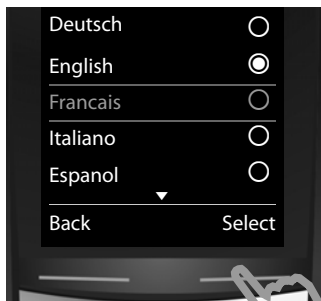 Deutsch
English
Francais
Italiano
Espanol
Back Select